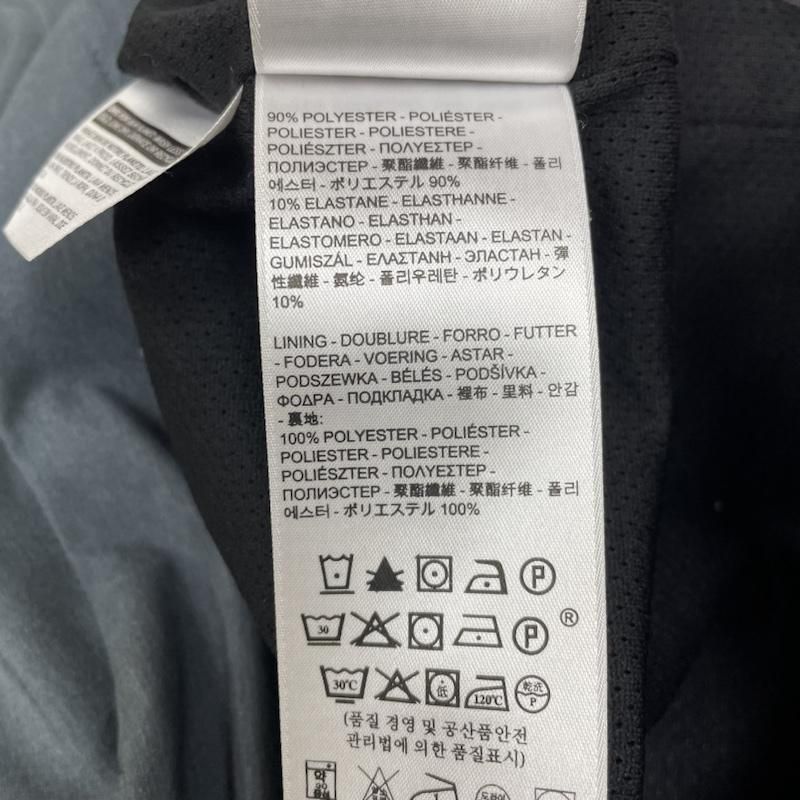 90% POLYESTER - POLIÉSTER -
POLIESTER - POLIESTERE -
POLIÉSZTER - ΠΟΛΥΕΣΤΕΡ -
ПОЛИЭСТЕР - 聚酯纖維 - 聚酯纤维 - 폴리
에스터 - ポリエステル 90%
10% ELASTANE - ELASTHANNE -
ELASTANO - ELASTHAN -
ELASTOMERO - ELASTAAN - ELASTAN -
GUMISZÁL - ΕΛΑΣΤΑΝΗ - ЭЛАСТАН - 彈
性纖維 - 氨纶 - 폴리우레탄 - ポリウレタン
10%
LINING - DOUBLURE - FORRO - FUTTER
- FODERA - VOERING - ASTAR -
PODSZEWKA - BÉLÉS - PODŠÍVKA -
ΦΟΔΡΑ - ПОДКЛАДКА - 裡布 - 里料 - 안감
- 裏地:
100% POLYESTER - POLIÉSTER -
POLIESTER - POLIESTERE -
POLIÉSZTER - ΠΟΛΥΕΣΤΕΡ -
ПОЛИЭСТЕР - 聚酯纖維 - 聚酯纤维 - 폴리
에스터 - ポリエステル 100%
P
30 P ®
30℃ 低 120℃ 乾洗 P
(품질 경영 및 공산품안전
관리법에 의한 품질표시)
약
30